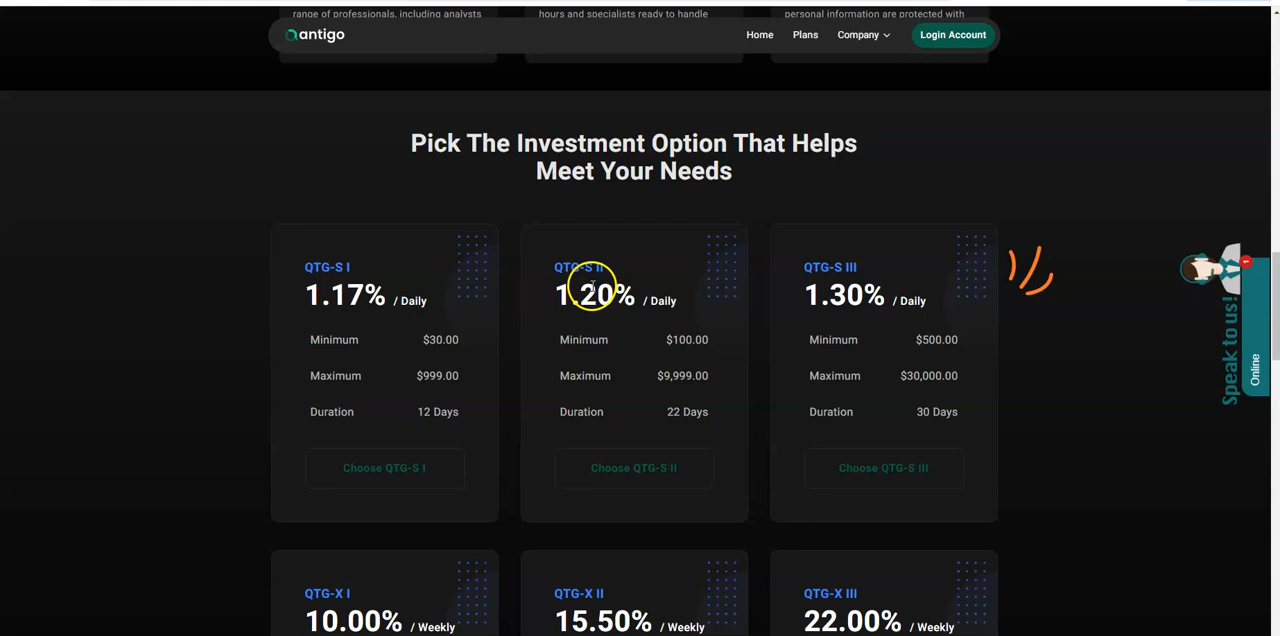 range of professionals, including analysts
hours and specialists ready to handle
personal information are protected with
Qantigo
Home
Plans
Company
Login Account
Pick The Investment Option That Helps
Meet Your Needs
QTG-S I
1.17% / Daily
Minimum $30.00
Maximum $999.00
Duration 12 Days
Choose QTG-S I
QTG-S II
1.20% / Daily
Minimum $100.00
Maximum $9,999.00
Duration 22 Days
Choose QTG-S II
QTG-S III
1.30% / Daily
Minimum $500.00
Maximum $30,000.00
Duration 30 Days
Choose QTG-S III
Speak to us!
Online
1
QTG-X I
10.00% / Weekly
QTG-X II
15.50% / Weekly
QTG-X III
22.00% / Weekly